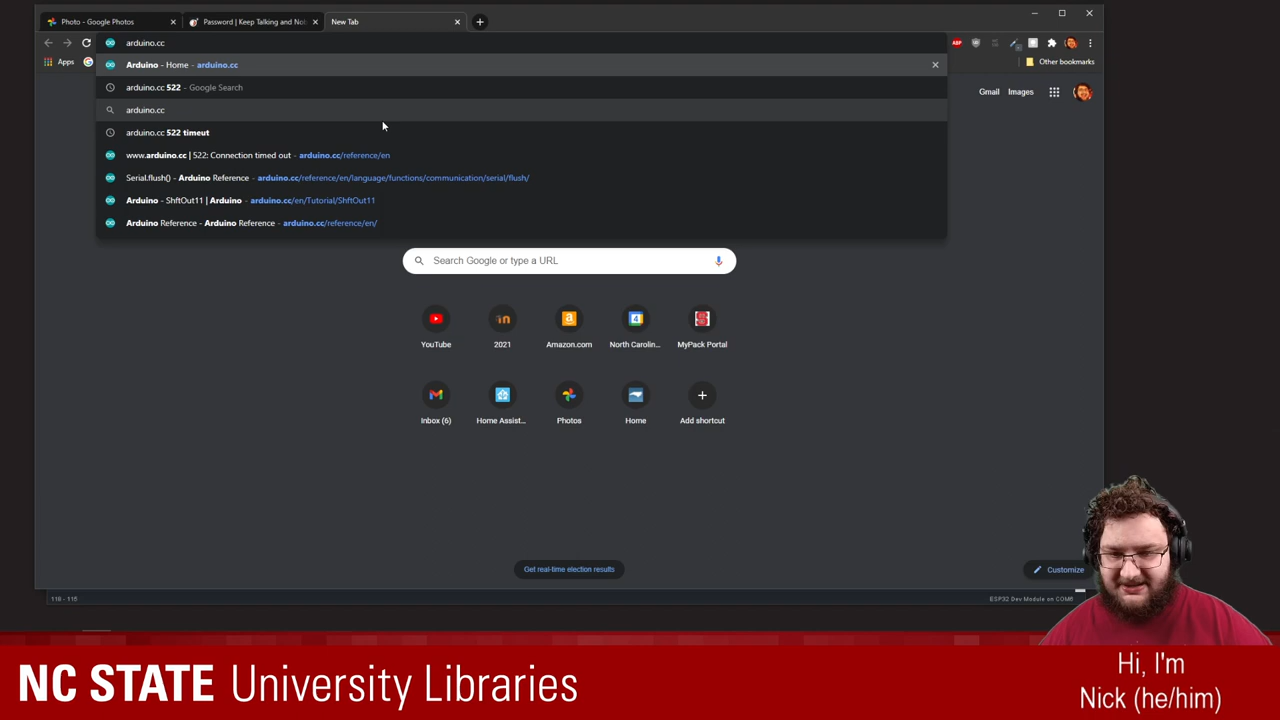 Photo - Google Photos
Password | Keep Talking and No
New Tab
arduino.cc
ABP
Apps
Other bookmarks
Arduino - Home - arduino.cc
arduino.cc 522 - Google Search
arduino.cc
arduino.cc 522 timeut
www.arduino.cc | 522: Connection timed out - arduino.cc/reference/en
Serial.flush() - Arduino Reference - arduino.cc/reference/en/language/functions/communication/serial/flush/
Arduino - ShftOut11 | Arduino - arduino.cc/en/Tutorial/ShftOut11
Arduino Reference - Arduino Reference - arduino.cc/reference/en/
Gmail Images
Search Google or type a URL
YouTube
2021
Amazon.com
North Carolin...
MyPack Portal
Inbox (6)
Home Assist...
Photos
Home
Add shortcut
Get real-time election results
Customize
118 - 115
ESP32 Dev Module on COM6
NC STATE University Libraries
Hi, I'm
Nick (he/him)